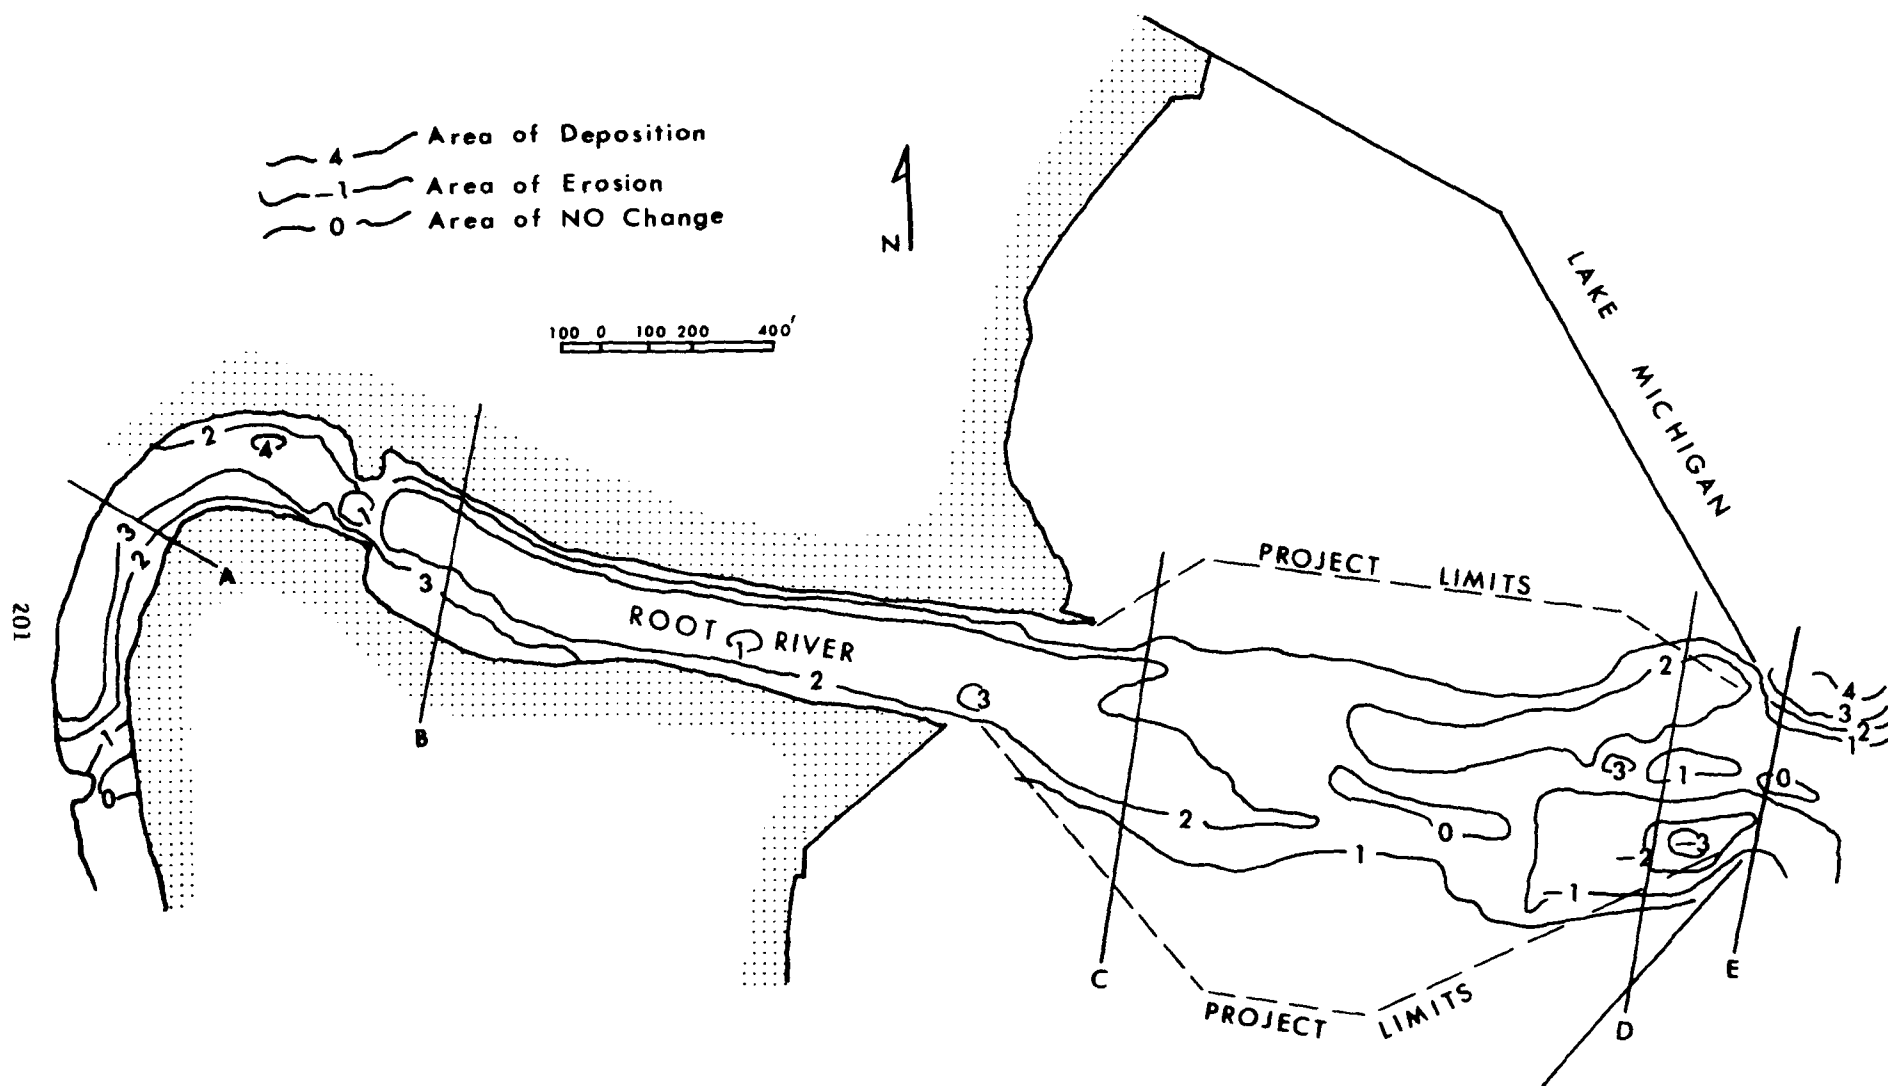 4 Area of Deposition
-1 Area of Erosion
0 Area of NO Change
N
100 0 100 200 400'
LAKE MICHIGAN
PROJECT LIMITS
2
4
3
2
A
1
0
3
B
ROOT RIVER
1
2
3
C
2
1
0
2
3
1
0
-2
-3
-1
4
3
2
1
E
D
PROJECT LIMITS
201